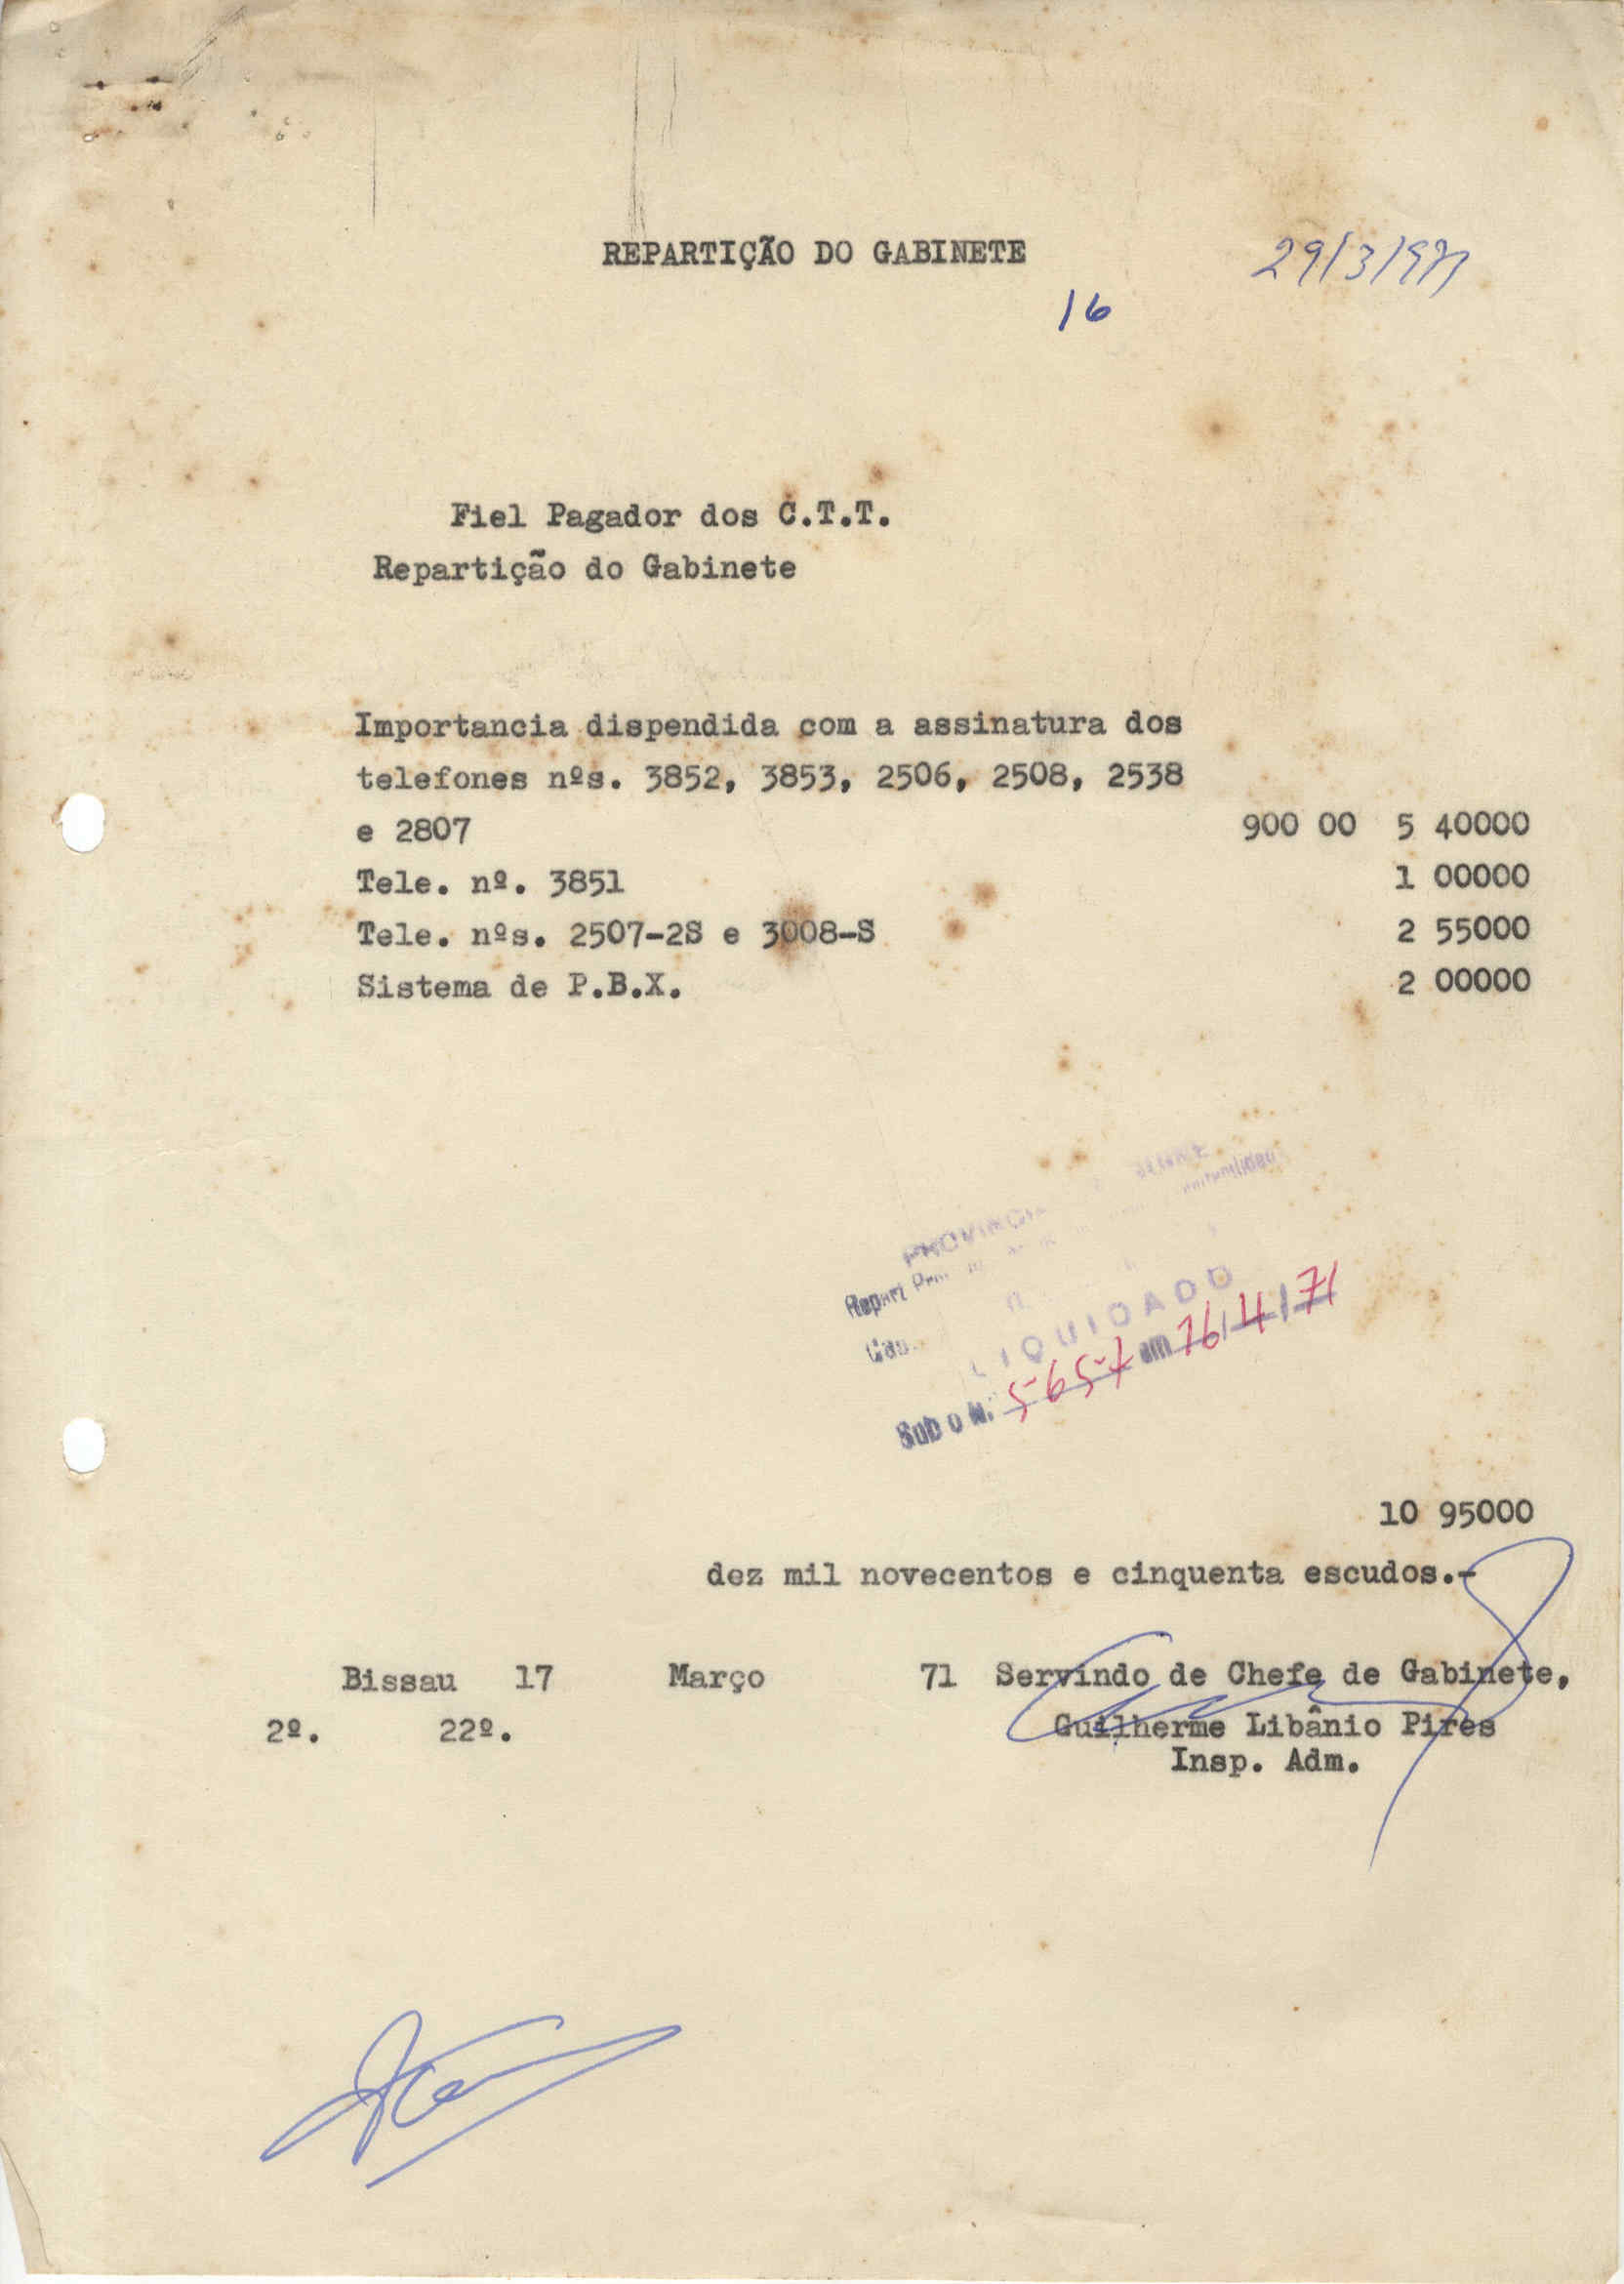 REPARTIÇÃO DO GABINETE
29/3/971
16
Fiel Pagador dos C.T.T.
Repartição do Gabinete
Importancia dispendida com a assinatura dos
telefones nºs. 3852, 3853, 2506, 2508, 2538
e 2807 900 00 5 40000
Tele. nº. 3851 1 00000
Tele. nºs. 2507-2S e 3008-S 2 55000
Sistema de P.B.X. 2 00000
LIQUIDADO
Sub o N. 5657 em 16/4/71
10 95000
dez mil novecentos e cinquenta escudos.-
Bissau 17 Março 71 Servindo de Chefe de Gabinete,
2º. 22º. Guilherme Libânio Pires
Insp. Adm.